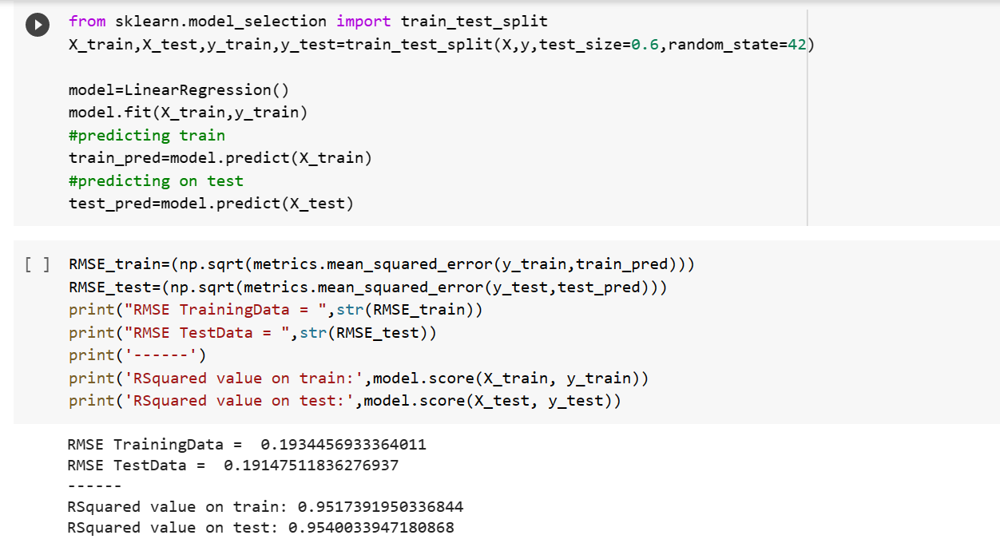 from sklearn.model_selection import train_test_split
X_train,X_test,y_train,y_test=train_test_split(X,y,test_size=0.6,random_state=42)
model=LinearRegression()
model.fit(X_train,y_train)
#predicting train
train_pred=model.predict(X_train)
#predicting on test
test_pred=model.predict(X_test)
[ ] RMSE_train=(np.sqrt(metrics.mean_squared_error(y_train,train_pred)))
RMSE_test=(np.sqrt(metrics.mean_squared_error(y_test,test_pred)))
print("RMSE TrainingData = ",str(RMSE_train))
print("RMSE TestData = ",str(RMSE_test))
print('------')
print('RSquared value on train:',model.score(X_train, y_train))
print('RSquared value on test:',model.score(X_test, y_test))
RMSE TrainingData =  0.1934456933364011
RMSE TestData =  0.19147511836276937
------
RSquared value on train: 0.9517391950336844
RSquared value on test: 0.9540033947180868